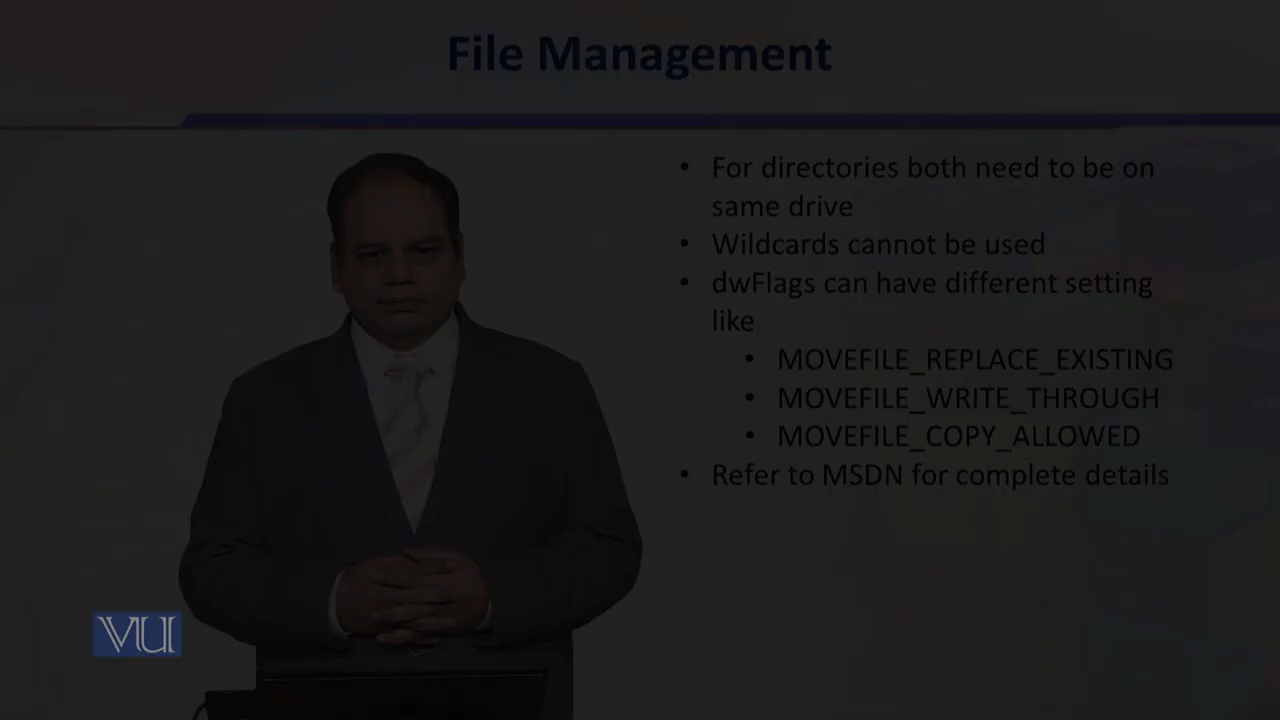 File Management
• For directories both need to be on
same drive
• Wildcards cannot be used
• dwFlags can have different setting
like
• MOVEFILE_REPLACE_EXISTING
• MOVEFILE_WRITE_THROUGH
• MOVEFILE_COPY_ALLOWED
• Refer to MSDN for complete details
VU